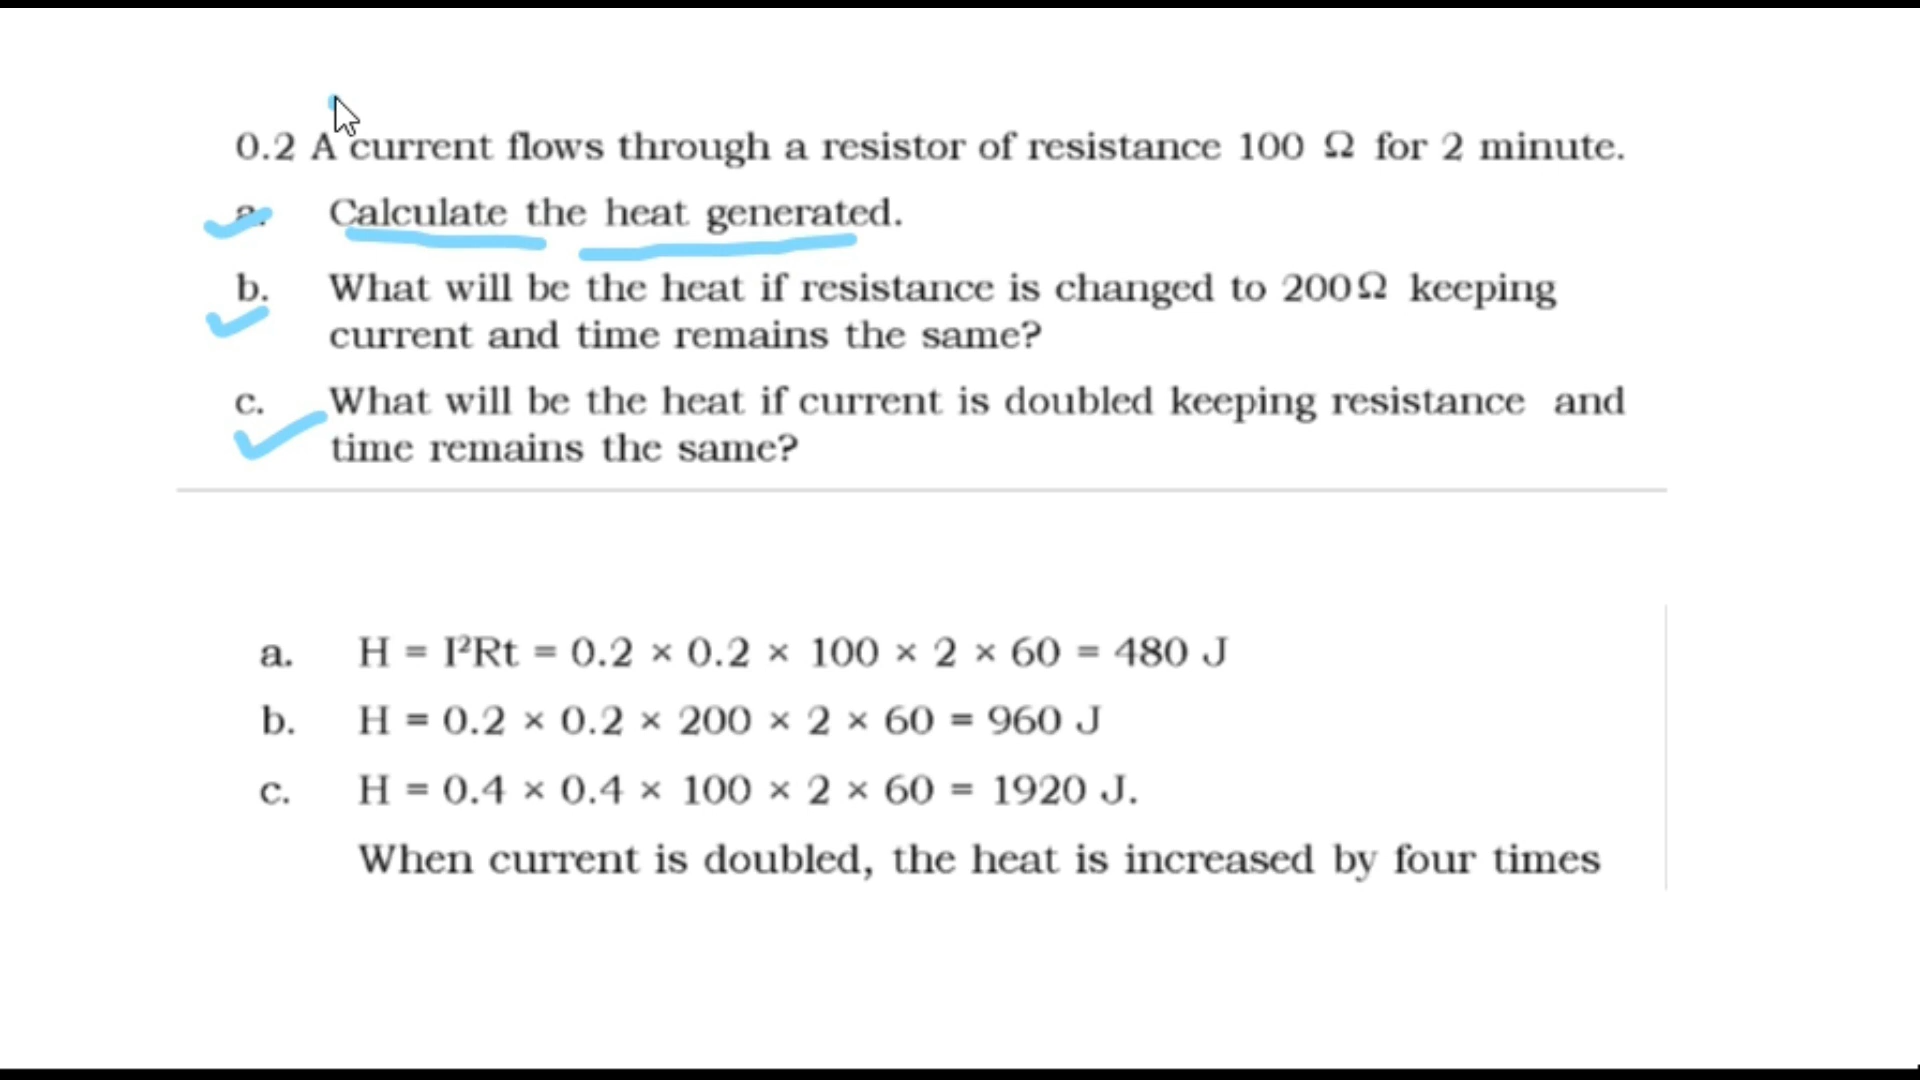 0.2 A current flows through a resistor of resistance 100 Ω for 2 minute.
a. Calculate the heat generated.
b. What will be the heat if resistance is changed to 200Ω keeping
current and time remains the same?
c. What will be the heat if current is doubled keeping resistance and
time remains the same?
a. H = I²Rt = 0.2 × 0.2 × 100 × 2 × 60 = 480 J
b. H = 0.2 × 0.2 × 200 × 2 × 60 = 960 J
c. H = 0.4 × 0.4 × 100 × 2 × 60 = 1920 J.
When current is doubled, the heat is increased by four times